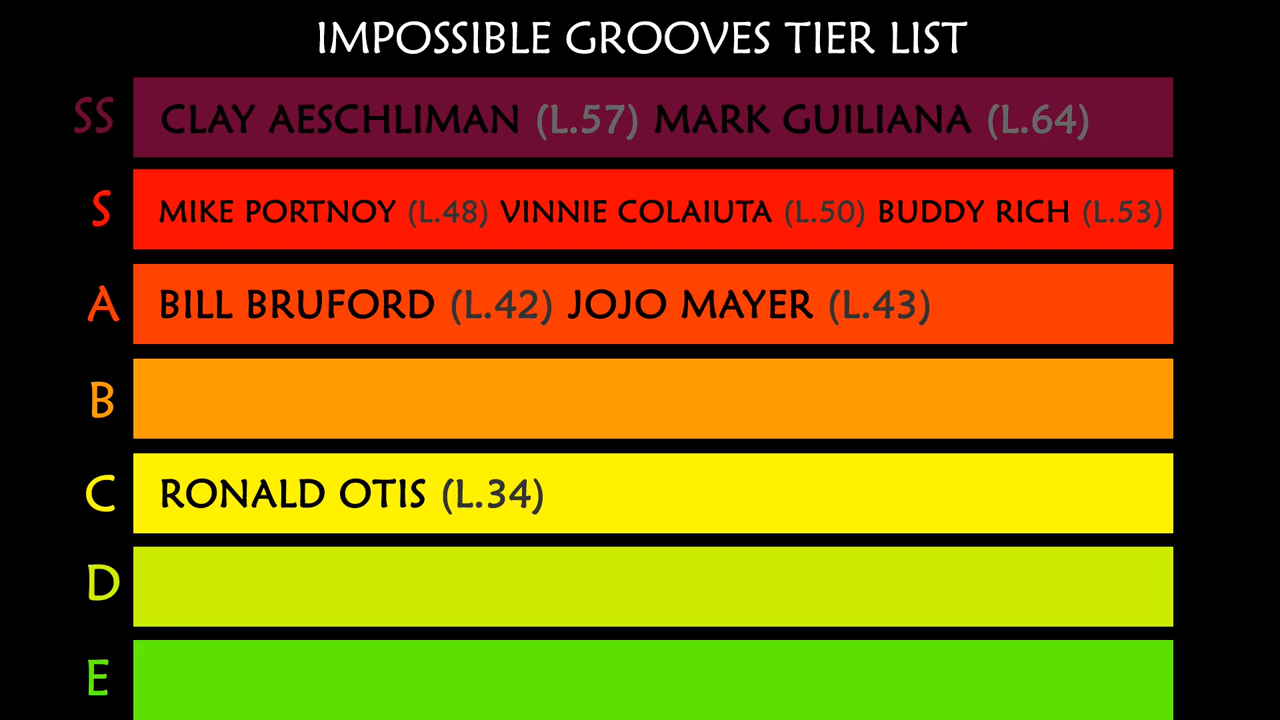 IMPOSSIBLE GROOVES TIER LIST
SS CLAY AESCHLIMAN (L.57) MARK GUILIANA (L.64)
S MIKE PORTNOY (L.48) VINNIE COLAIUTA (L.50) BUDDY RICH (L.53)
A BILL BRUFORD (L.42) JOJO MAYER (L.43)
B
C RONALD OTIS (L.34)
D
E